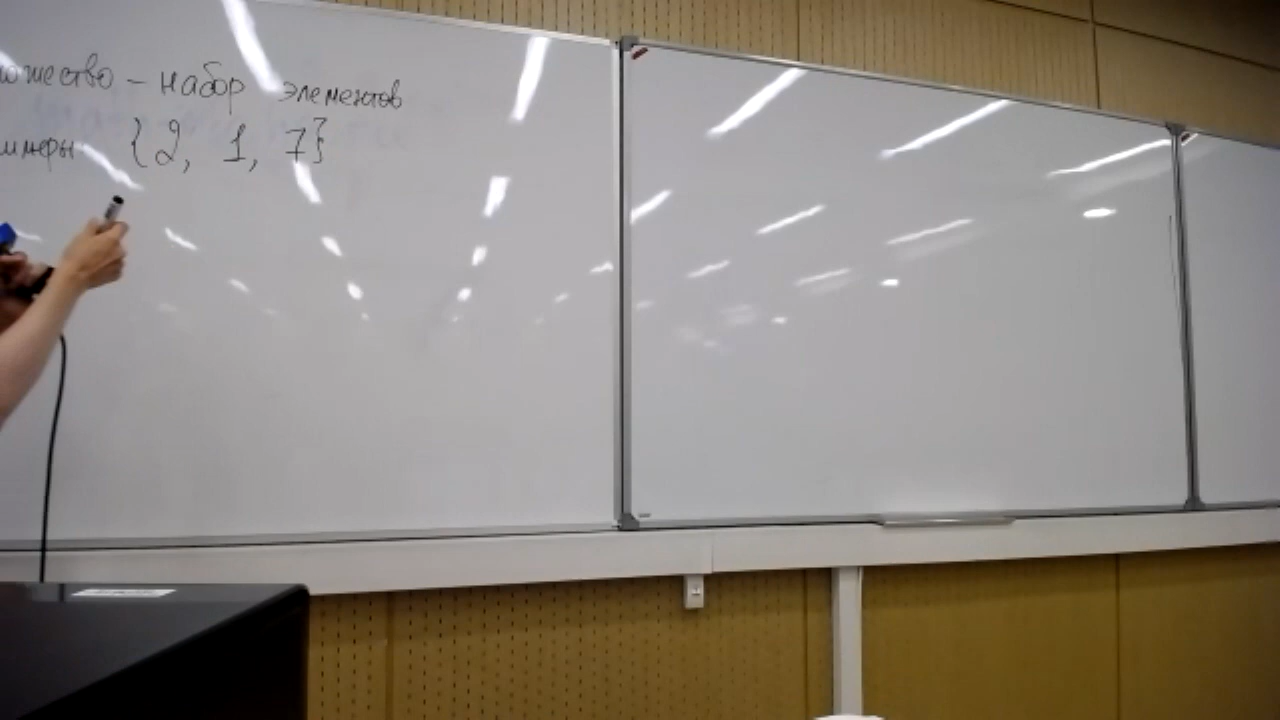 ожество – набор элементов
имеры {2, 1, 7}